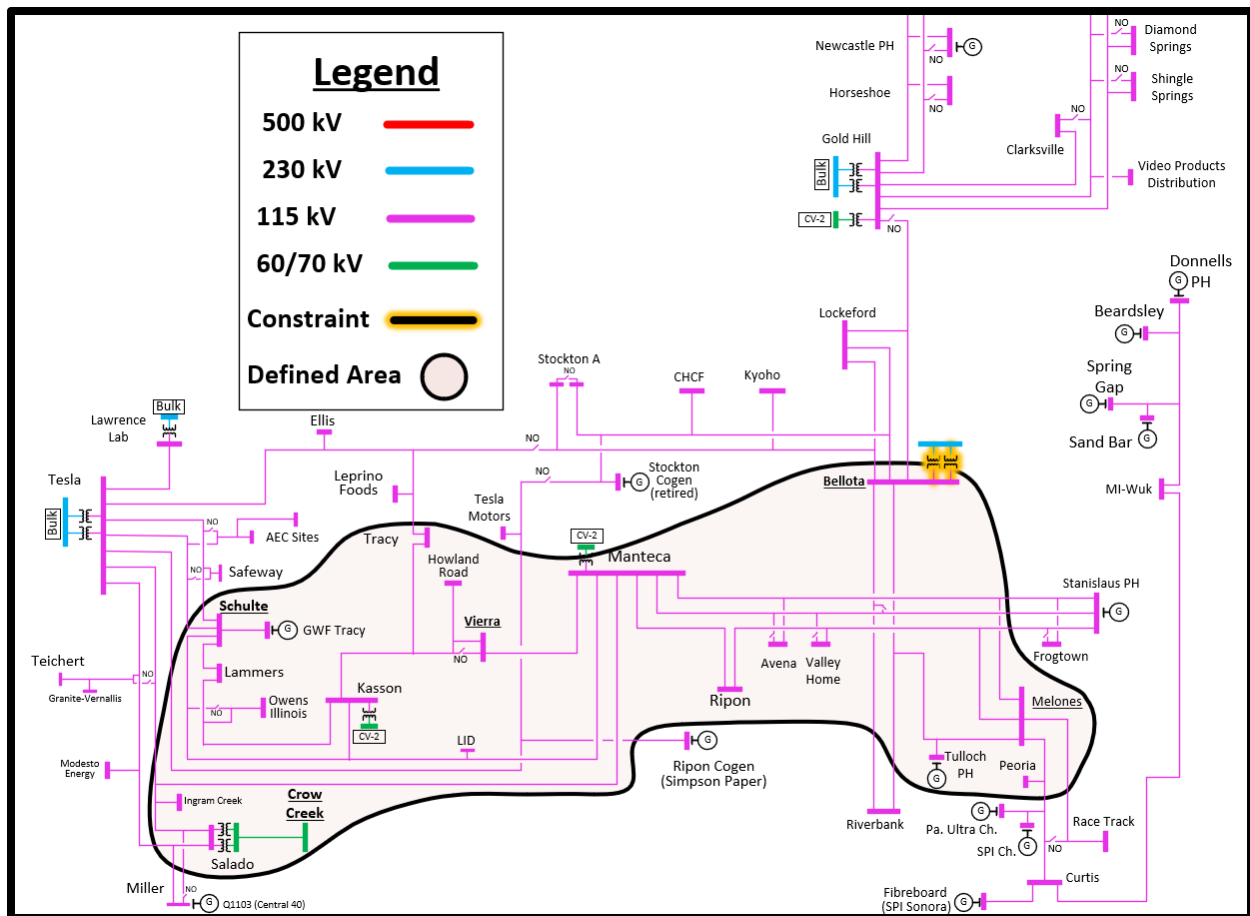 Legend
500 kV
230 kV
115 kV
60/70 kV
Constraint
Defined Area
Newcastle PH
G
NO
Horseshoe
NO
Gold Hill
Bulk
CV-2
NO
NO
Diamond
Springs
NO
Shingle
Springs
NO
Clarksville
Video Products
Distribution
Donnells
PH
G
Beardsley
G
Spring
Gap
G
Sand Bar
G
MI-Wuk
Lockeford
Stockton A
NO
CHCF
Kyoho
Bulk
Lawrence
Lab
Ellis
NO
Leprino
Foods
NO
Stockton
Cogen
(retired)
G
Bellota
Tesla
Bulk
Tesla
Motors
NO
AEC Sites
Tracy
CV-2
Manteca
Howland
Road
NO
Safeway
Stanislaus PH
G
Schulte
G
GWF Tracy
Vierra
NO
Avena
Valley
Home
Frogtown
Teichert
NO
Granite-Vernallis
Lammers
Kasson
Owens
Illinois
NO
CV-2
Ripon
Melones
LID
G
Ripon Cogen
(Simpson Paper)
Tulloch
PH
G
Peoria
Modesto
Energy
Ingram Creek
Crow
Creek
Salado
Riverbank
G
Pa. Ultra Ch.
SPI Ch.
G
NO
Race Track
Miller
NO
G
Q1103 (Central 40)
Curtis
Fibreboard
(SPI Sonora)
G